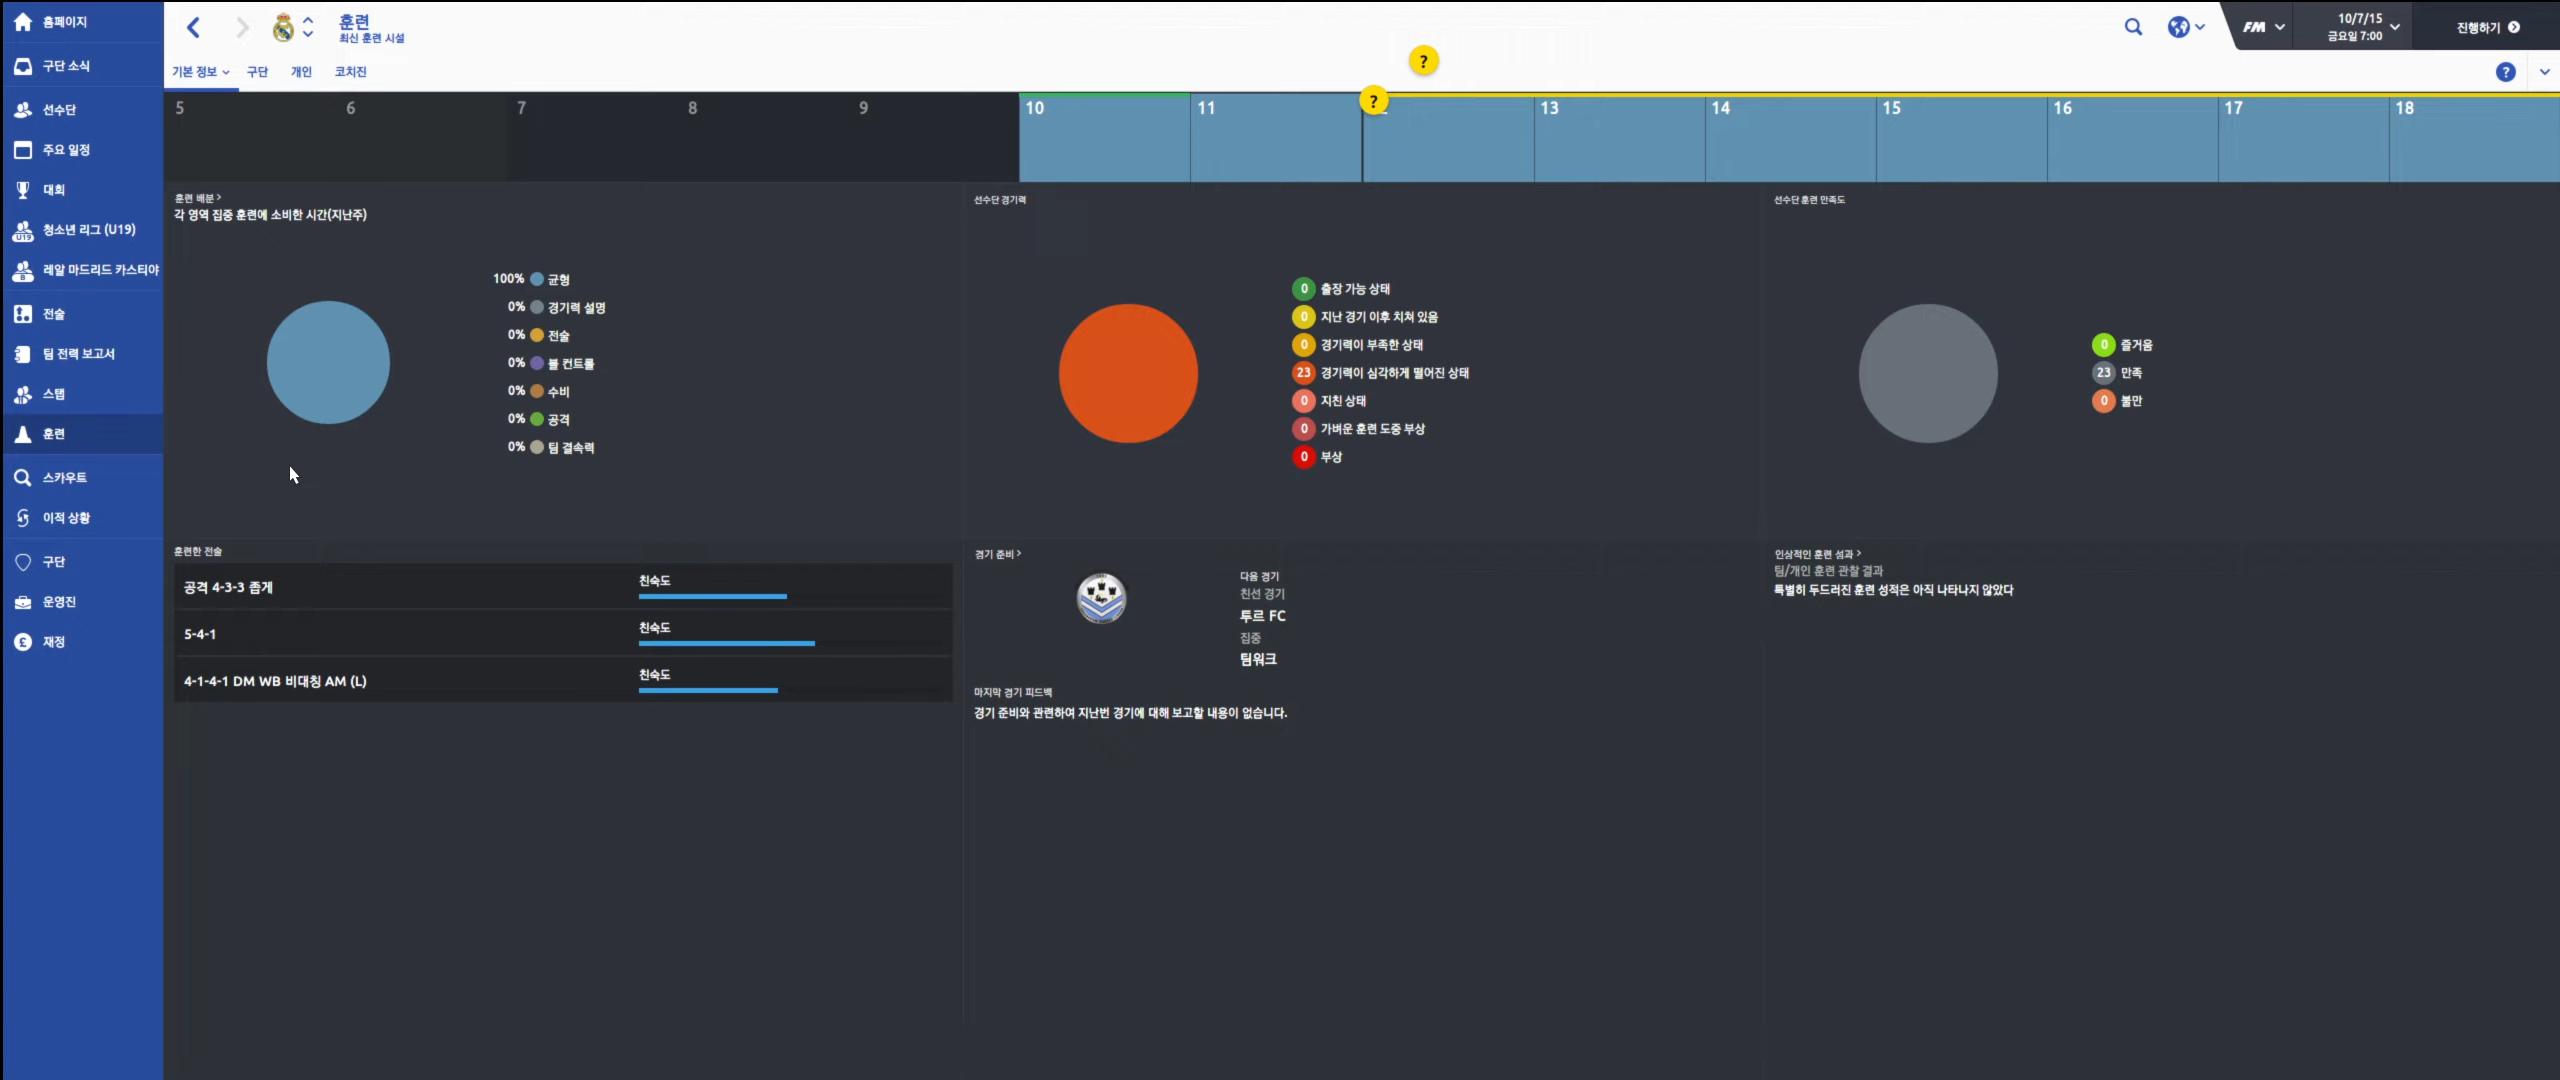 홈페이지
구단 소식
선수단
주요 일정
대회
청소년 리그 (U19)
레알 마드리드 카스티야
전술
팀 전력 보고서
스탭
훈련
스카우트
이적 상황
구단
운영진
재정
훈련
최신 훈련 시설
FM
10/7/15
금요일 7:00
진행하기
기본 정보
구단
개인
코치진
?
?
?
5
6
7
8
9
10
11
13
14
15
16
17
18
훈련 배분 >
각 영역 집중 훈련에 소비한 시간(지난주)
100% 균형
0% 경기력 설명
0% 전술
0% 볼 컨트롤
0% 수비
0% 공격
0% 팀 결속력
선수단 경기력
0 출장 가능 상태
0 지난 경기 이후 지쳐 있음
0 경기력이 부족한 상태
23 경기력이 심각하게 떨어진 상태
0 지친 상태
0 가벼운 훈련 도중 부상
0 부상
선수단 훈련 만족도
0 즐거움
23 만족
0 불만
훈련한 전술
공격 4-3-3 좁게
친숙도
5-4-1
친숙도
4-1-4-1 DM WB 비대칭 AM (L)
친숙도
경기 준비 >
다음 경기
친선 경기
투르 FC
집중
팀워크
마지막 경기 피드백
경기 준비와 관련하여 지난번 경기에 대해 보고할 내용이 없습니다.
인상적인 훈련 성과 >
팀/개인 훈련 관찰 결과
특별히 두드러진 훈련 성적은 아직 나타나지 않았다